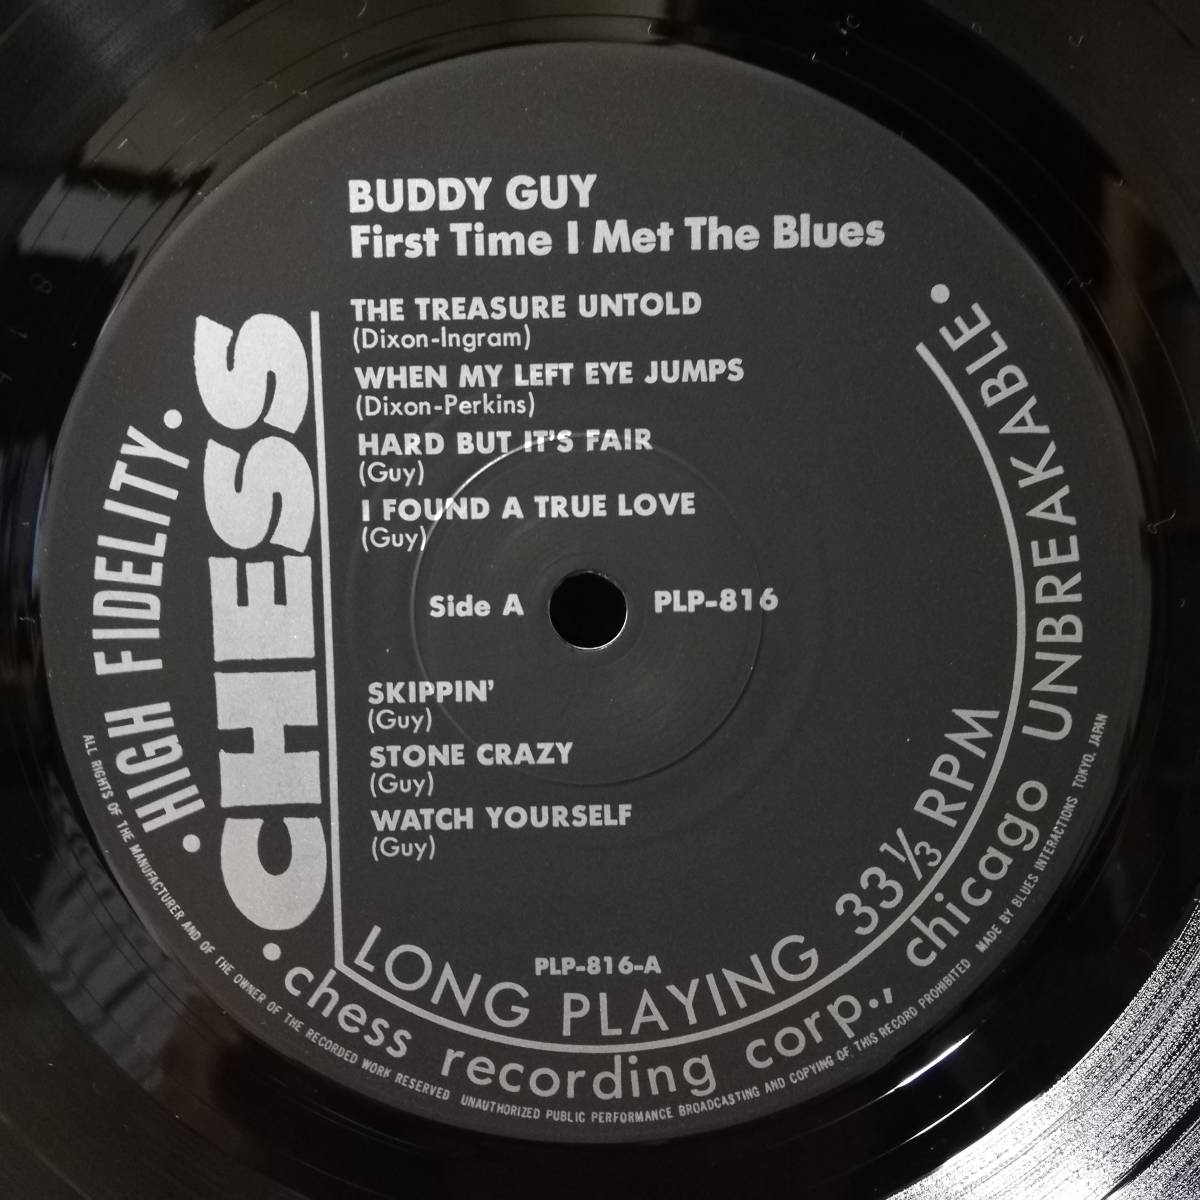 BUDDY GUY
First Time I Met The Blues
THE TREASURE UNTOLD
(Dixon-Ingram)
WHEN MY LEFT EYE JUMPS
(Dixon-Perkins)
HARD BUT IT'S FAIR
(Guy)
I FOUND A TRUE LOVE
(Guy)
Side A
PLP-816
SKIPPIN'
(Guy)
STONE CRAZY
(Guy)
WATCH YOURSELF
(Guy)
PLP-816-A
CHESS
• HIGH FIDELITY •
LONG PLAYING 33⅓ RPM
• chess recording corp., chicago UNBREAKABLE •
ALL RIGHTS OF THE MANUFACTURER AND OF THE OWNER OF THE RECORDED WORK RESERVED UNAUTHORIZED PUBLIC PERFORMANCE BROADCASTING AND COPYING OF THIS RECORD PROHIBITED MADE BY BLUES INTERACTIONS TOKYO, JAPAN